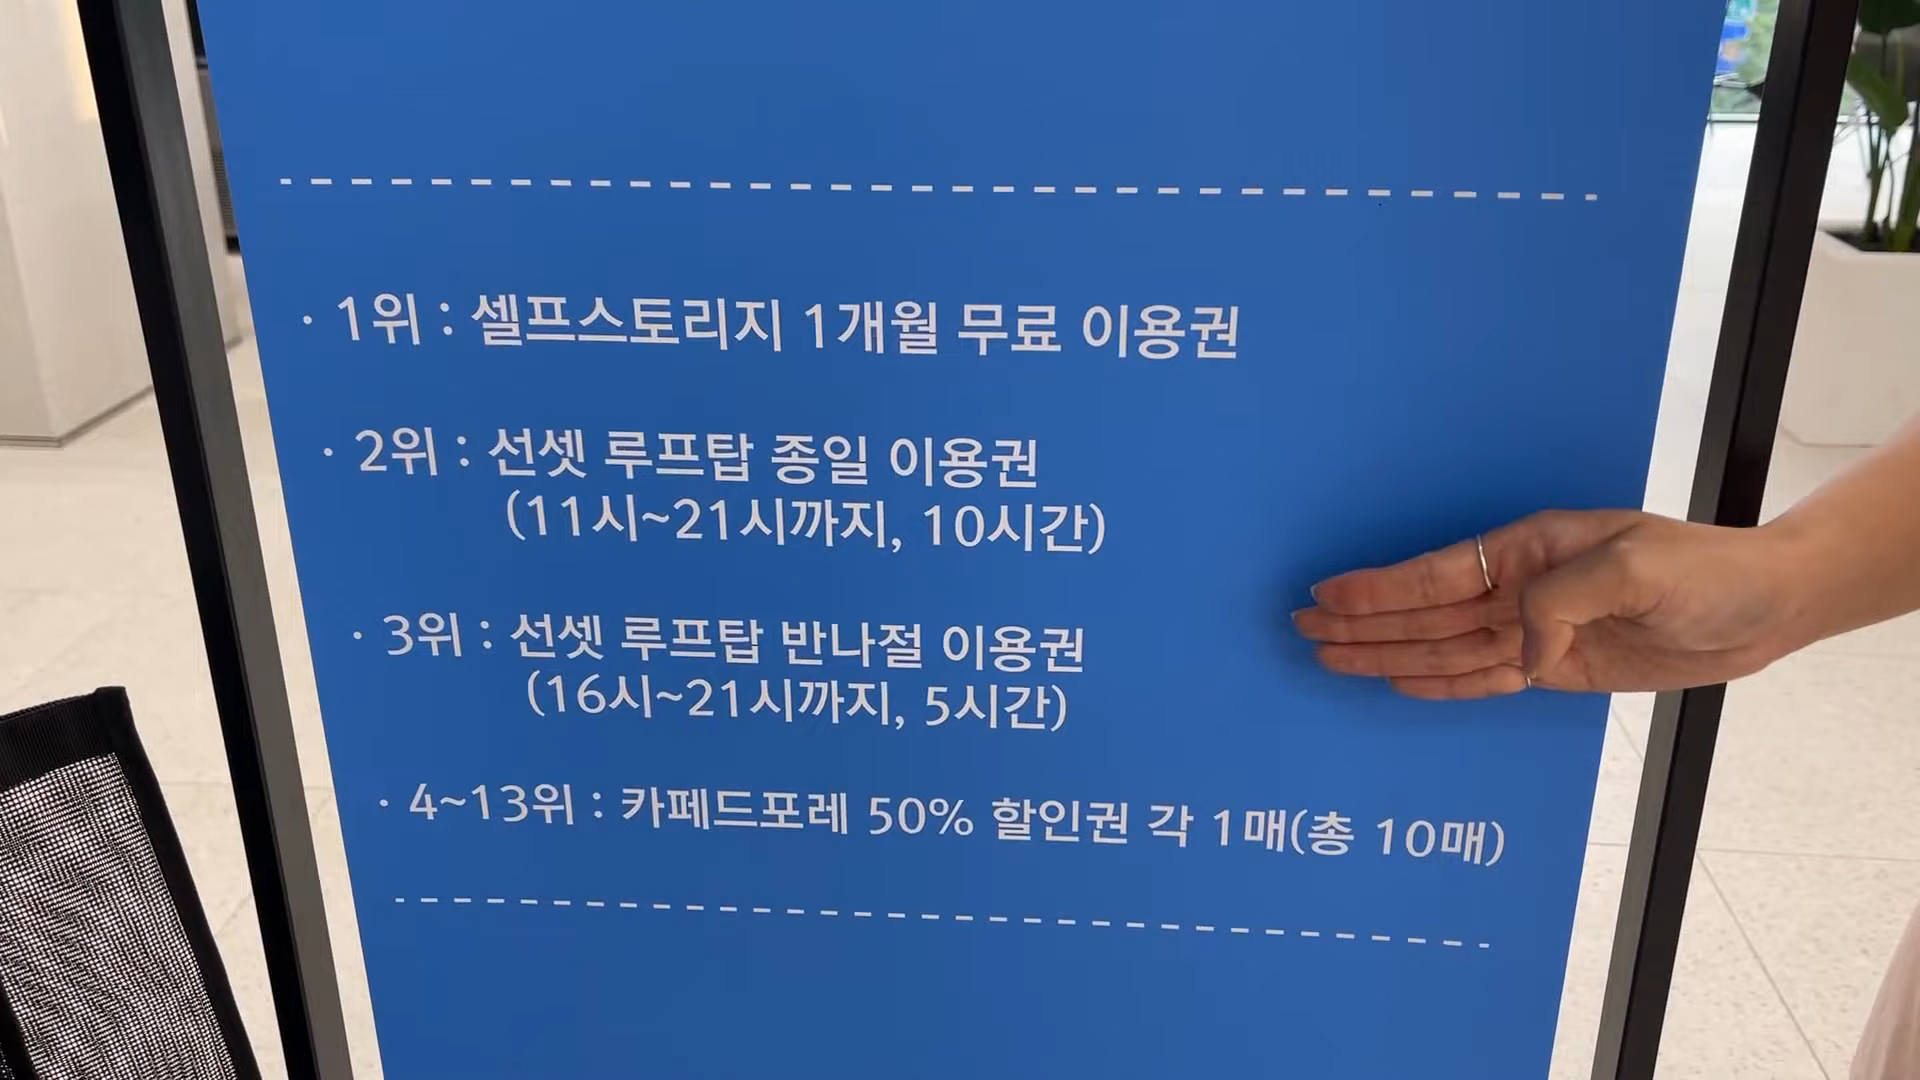 · 1위 : 셀프스토리지 1개월 무료 이용권
· 2위 : 선셋 루프탑 종일 이용권
(11시~21시까지, 10시간)
· 3위 : 선셋 루프탑 반나절 이용권
(16시~21시까지, 5시간)
· 4~13위 : 카페드포레 50% 할인권 각 1매(총 10매)